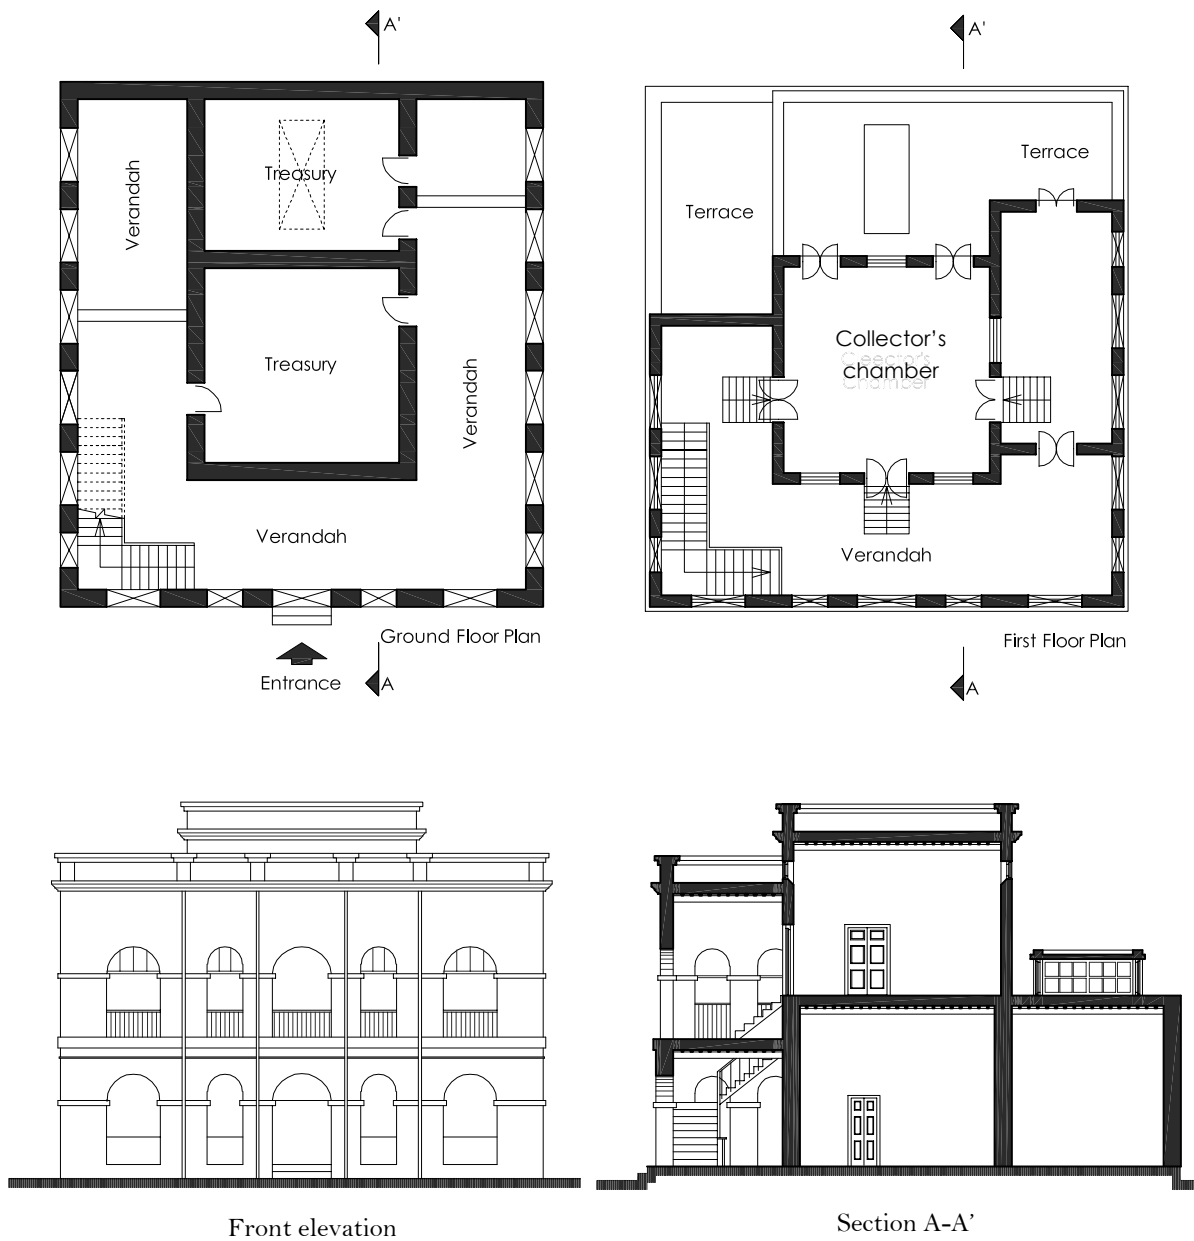 A'
A'
Verandah
Treasury
Terrace
Terrace
Treasury
Verandah
Collector's
chamber
Verandah
Verandah
Ground Floor Plan
First Floor Plan
Entrance
A
A
Front elevation
Section A-A’